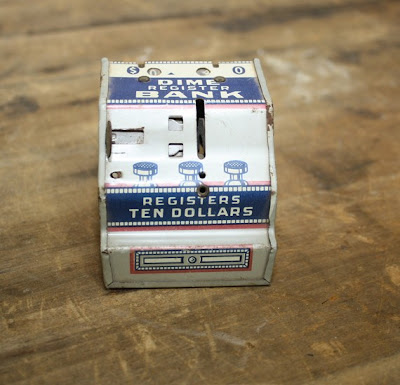 $ 0
DIME
REGISTER
BANK
REGISTERS
TEN DOLLARS